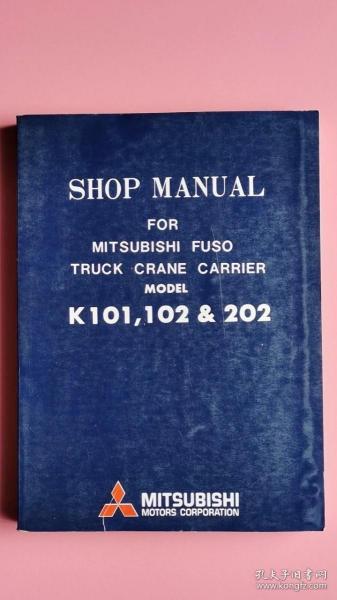 SHOP MANUAL
FOR
MITSUBISHI FUSO
TRUCK CRANE CARRIER
MODEL
K101,102 & 202
MITSUBISHI
MOTORS CORPORATION
孔夫子旧书网
www.kongfz.com